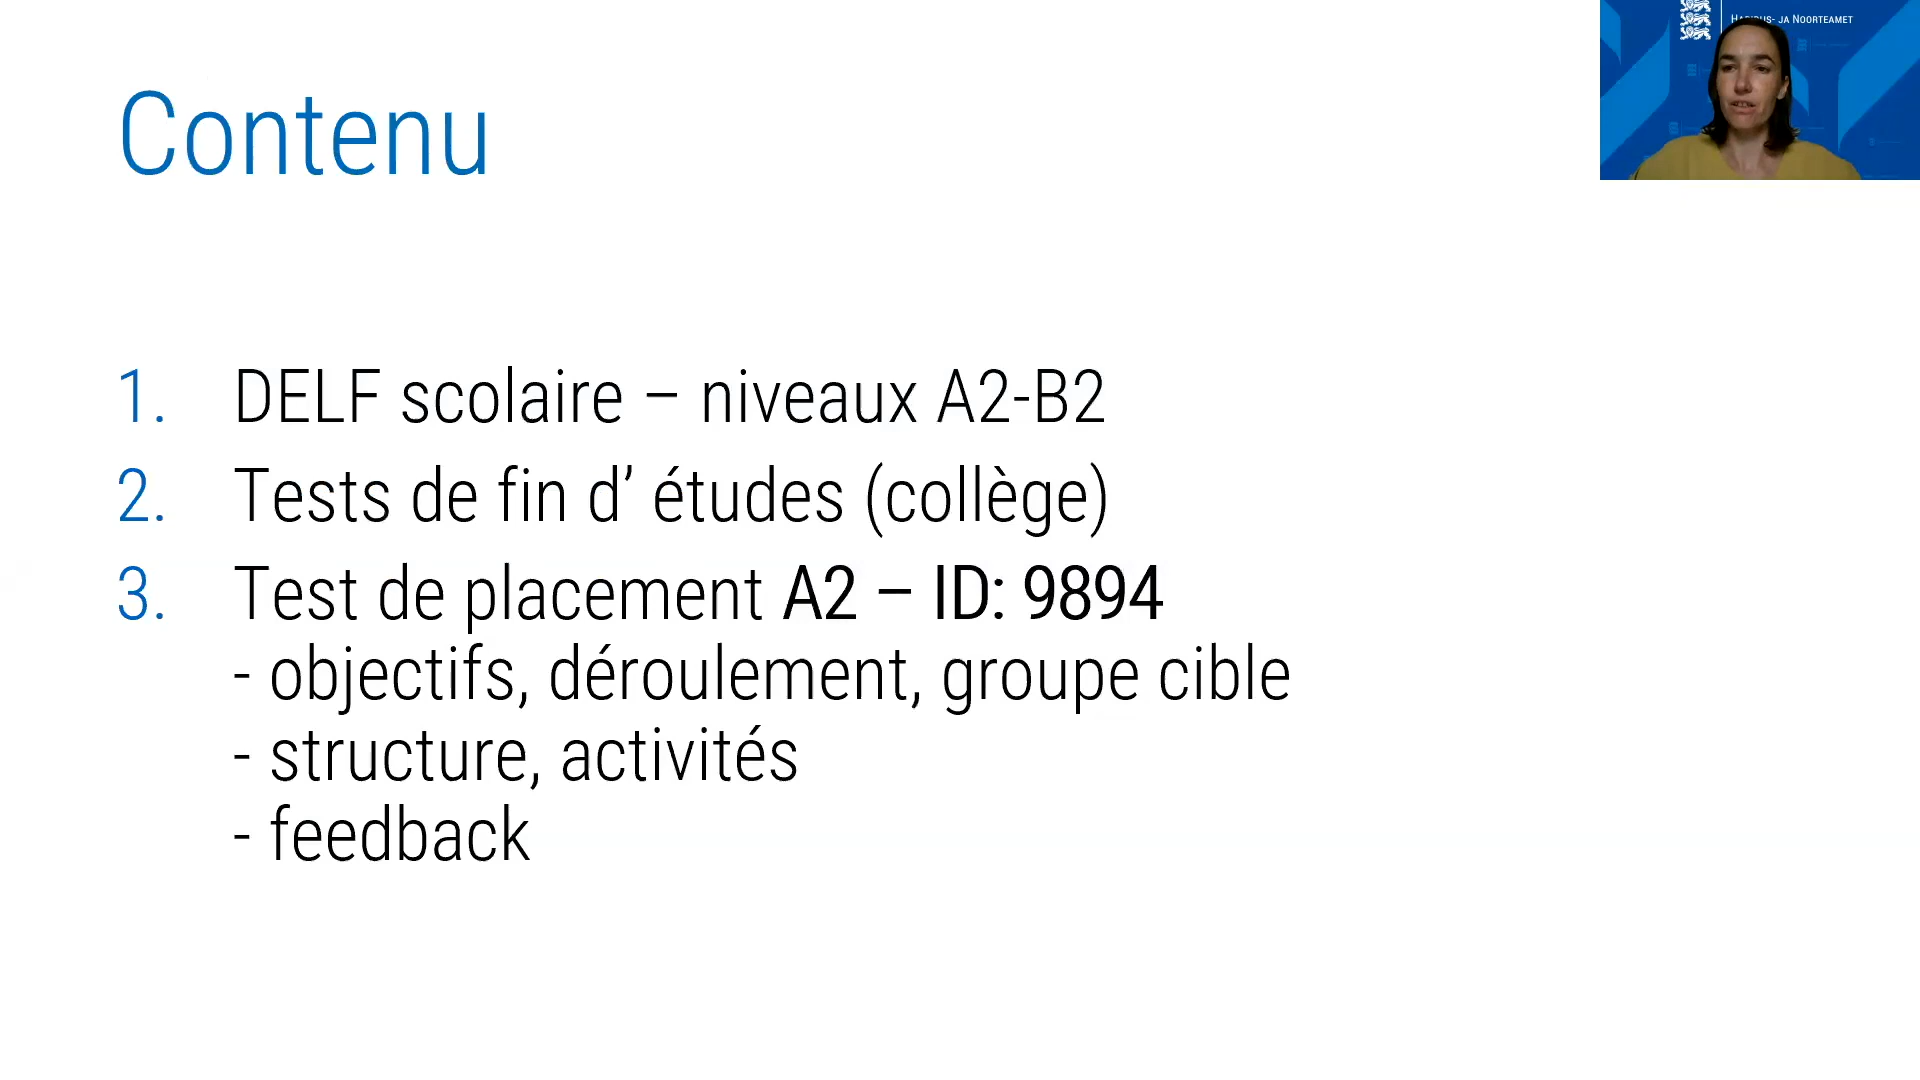 Contenu
HARIDUS- JA NOORTEAMET
1. DELF scolaire – niveaux A2-B2
2. Tests de fin d’ études (collège)
3. Test de placement A2 – ID: 9894
- objectifs, déroulement, groupe cible
- structure, activités
- feedback